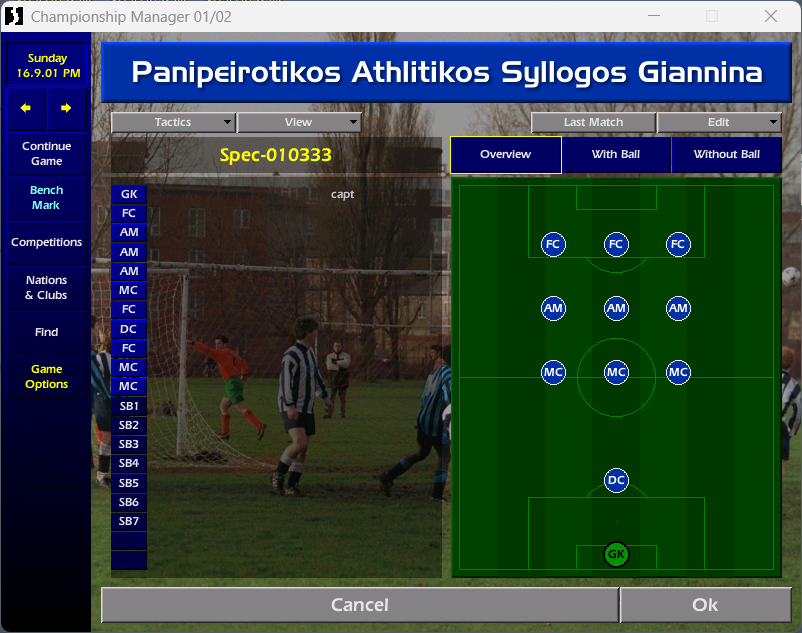 Championship Manager 01/02
Sunday
16.9.01 PM
Continue
Game
Bench
Mark
Competitions
Nations
& Clubs
Find
Game
Options
Panipeirotikos Athlitikos Syllogos Giannina
Tactics
View
Last Match
Edit
Spec-010333
Overview
With Ball
Without Ball
GK capt
FC
AM
AM
AM
MC
FC
DC
FC
MC
MC
SB1
SB2
SB3
SB4
SB5
SB6
SB7
FC FC FC
AM AM AM
MC MC MC
DC
GK
Cancel
Ok